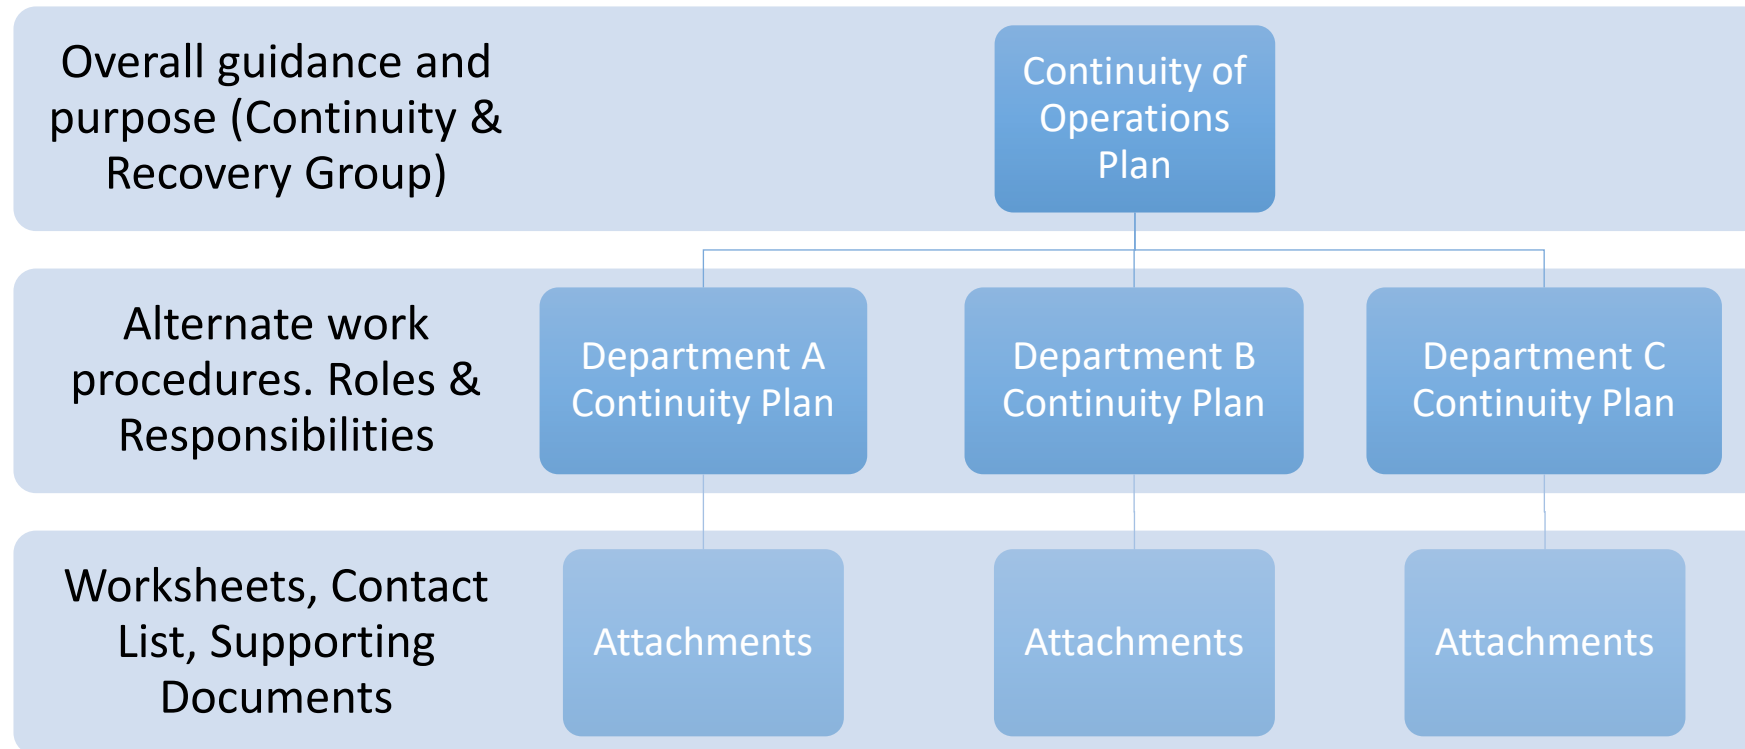 Overall guidance and
purpose (Continuity &
Recovery Group)
Continuity of
Operations
Plan
Alternate work
procedures. Roles &
Responsibilities
Department A
Continuity Plan
Department B
Continuity Plan
Department C
Continuity Plan
Worksheets, Contact
List, Supporting
Documents
Attachments
Attachments
Attachments